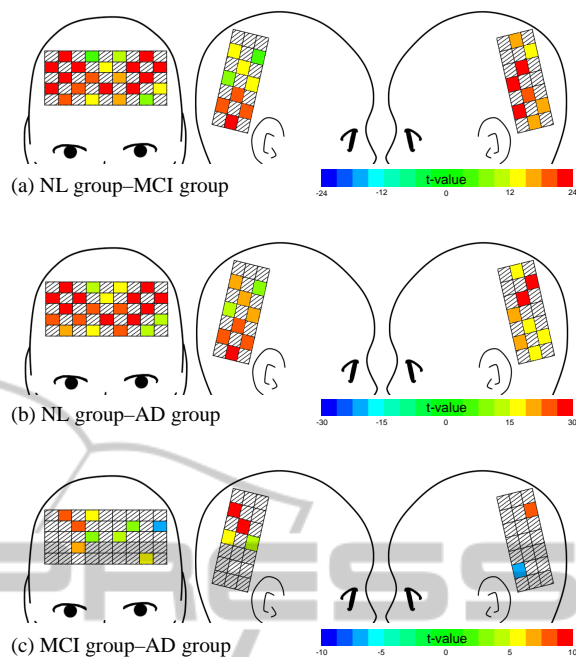 (a) NL group–MCI group
t-value
-24 -12 0 12 24
(b) NL group–AD group
t-value
-30 -15 0 15 30
PRESS
(c) MCI group–AD group
t-value
-10 -5 0 5 10